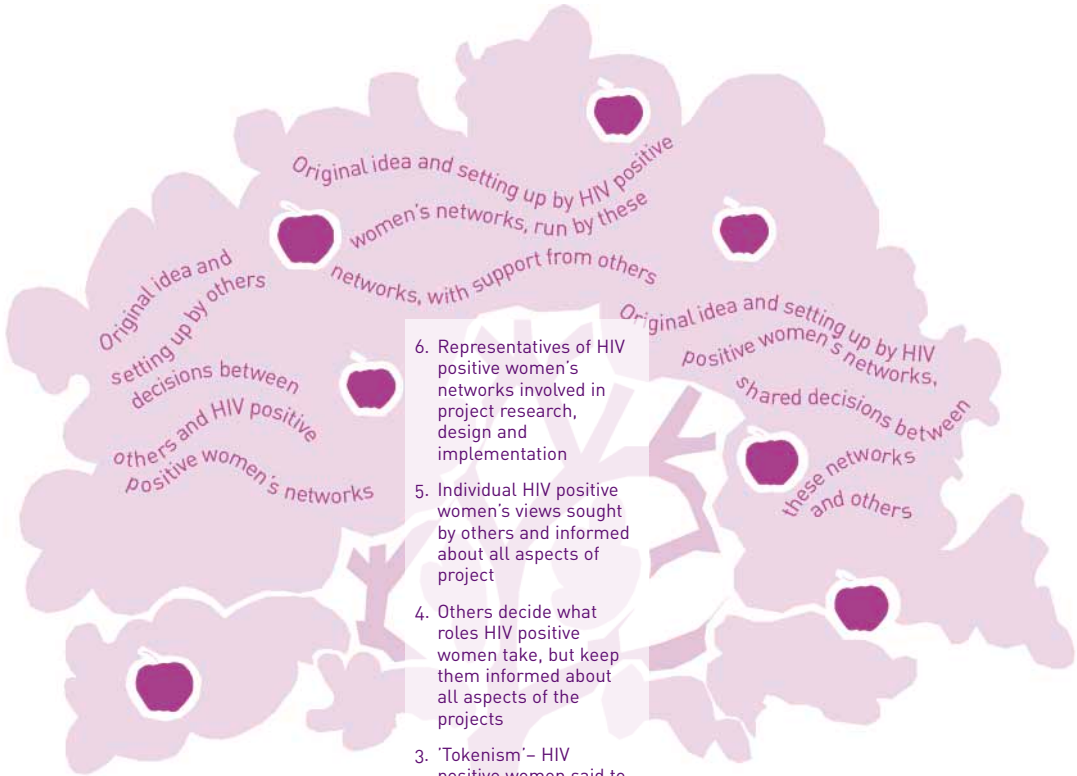 Original idea and setting up by HIV positive
women's networks, run by these
networks, with support from others
Original idea and
setting up by others
decisions between
others and HIV positive
positive women's networks
Original idea and setting up by HIV
positive women's networks,
shared decisions between
these networks
and others
6. Representatives of HIV
positive women's
networks involved in
project research,
design and
implementation
5. Individual HIV positive
women's views sought
by others and informed
about all aspects of
project
4. Others decide what
roles HIV positive
women take, but keep
them informed about
all aspects of the
projects
3. 'Tokenism'– HIV
positive women said to